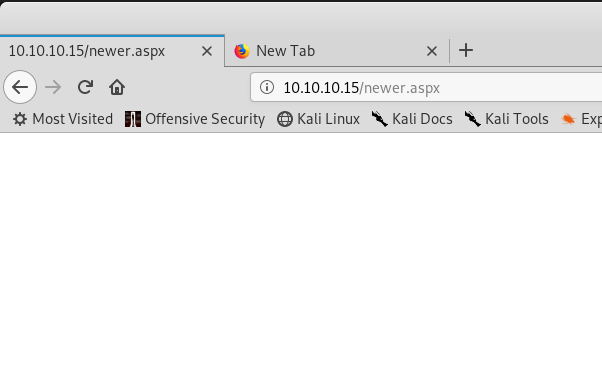 10.10.10.15/newer.aspx New Tab
10.10.10.15/newer.aspx
Most Visited Offensive Security Kali Linux Kali Docs Kali Tools Exp